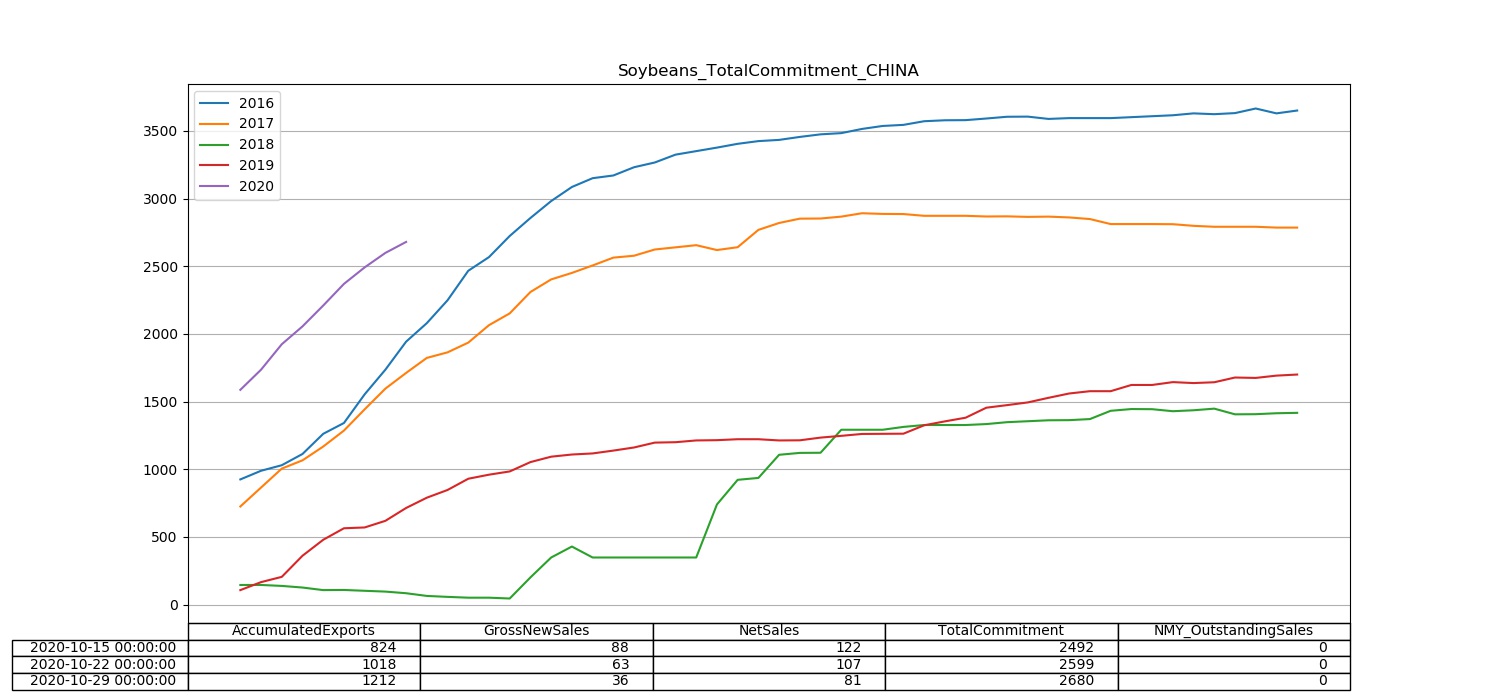 Soybeans_TotalCommitment_CHINA
2016
2017
2018
2019
2020
3500
3000
2500
2000
1500
1000
500
0
AccumulatedExports GrossNewSales NetSales TotalCommitment NMY_OutstandingSales
2020-10-15 00:00:00 824 88 122 2492 0
2020-10-22 00:00:00 1018 63 107 2599 0
2020-10-29 00:00:00 1212 36 81 2680 0